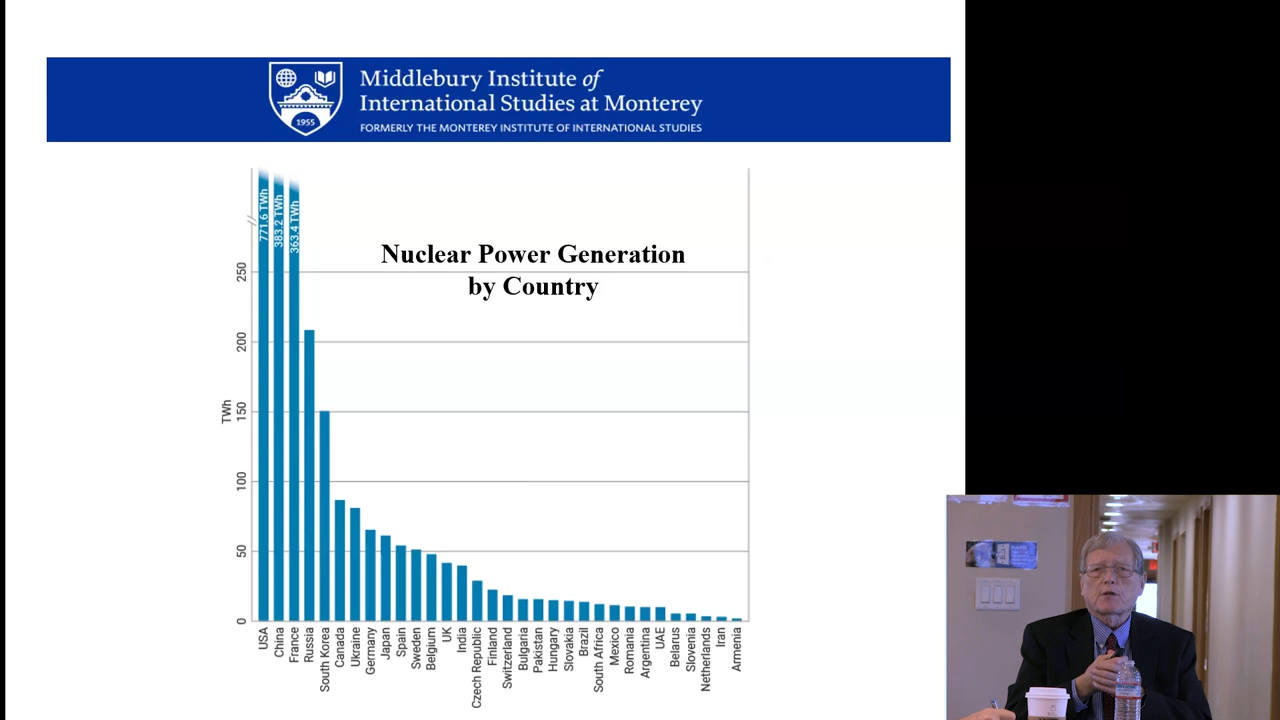 Middlebury Institute of
International Studies at Monterey
FORMERLY THE MONTEREY INSTITUTE OF INTERNATIONAL STUDIES
1955
Nuclear Power Generation
by Country
771.6 TWh
383.2 TWh
363.4 TWh
TWh
250
200
150
100
50
0
USA
China
France
Russia
South Korea
Canada
Ukraine
Germany
Japan
Spain
Sweden
Belgium
UK
India
Czech Republic
Finland
Switzerland
Bulgaria
Pakistan
Hungary
Slovakia
Brazil
South Africa
Mexico
Romania
Argentina
UAE
Belarus
Slovenia
Netherlands
Iran
Armenia